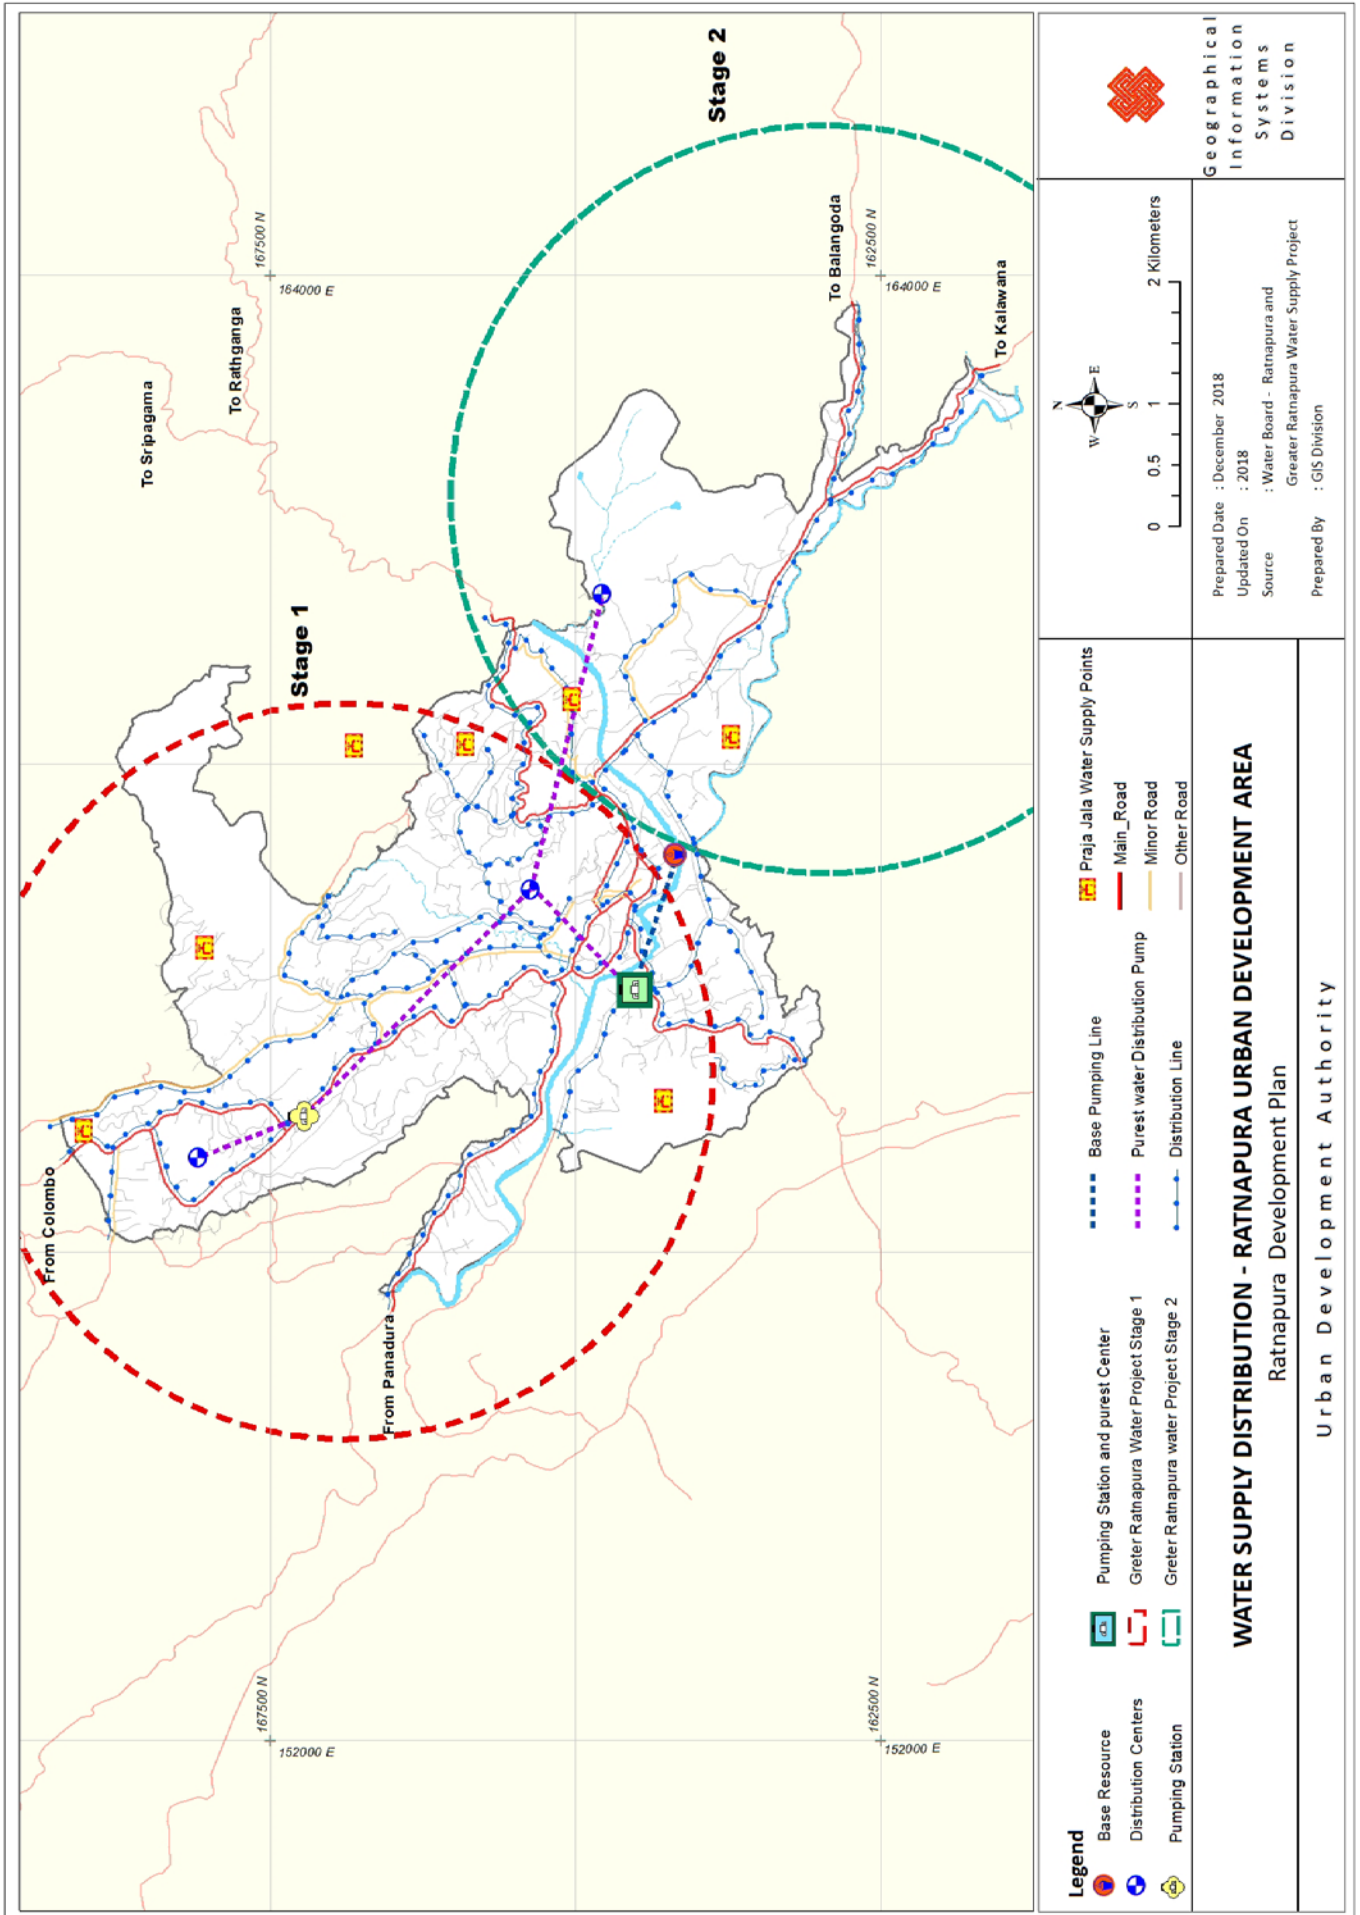 Stage 2
Stage 1
To Sripagama
To Rathganga
167500 N
164000 E
To Balangoda
162500 N
164000 E
To Kalawana
From Colombo
From Panadura
167500 N
152000 E
162500 N
152000 E
Legend
Base Resource
Distribution Centers
Pumping Station
Pumping Station and purest Center
Greter Ratnapura Water Project Stage 1
Greter Ratnapura water Project Stage 2
Base Pumping Line
Purest water Distribution Pump
Distribution Line
Praja Jala Water Supply Points
Main_Road
Minor Road
Other Road
N
W
E
S
0 0.5 1 2 Kilometers
Geographical
Information
Systems
Division
Prepared Date : December 2018
Updated On : 2018
Source : Water Board - Ratnapura and
Greater Ratnapura Water Supply Project
Prepared By : GIS Division
WATER SUPPLY DISTRIBUTION - RATNAPURA URBAN DEVELOPMENT AREA
Ratnapura Development Plan
Urban Development Authority